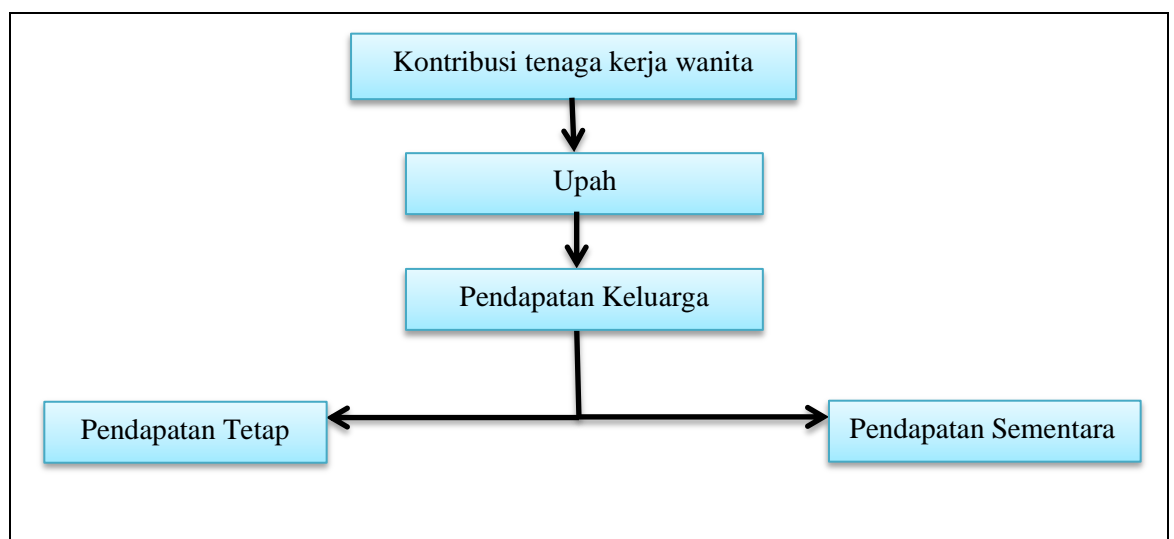 Kontribusi tenaga kerja wanita
Upah
Pendapatan Keluarga
Pendapatan Tetap
Pendapatan Sementara